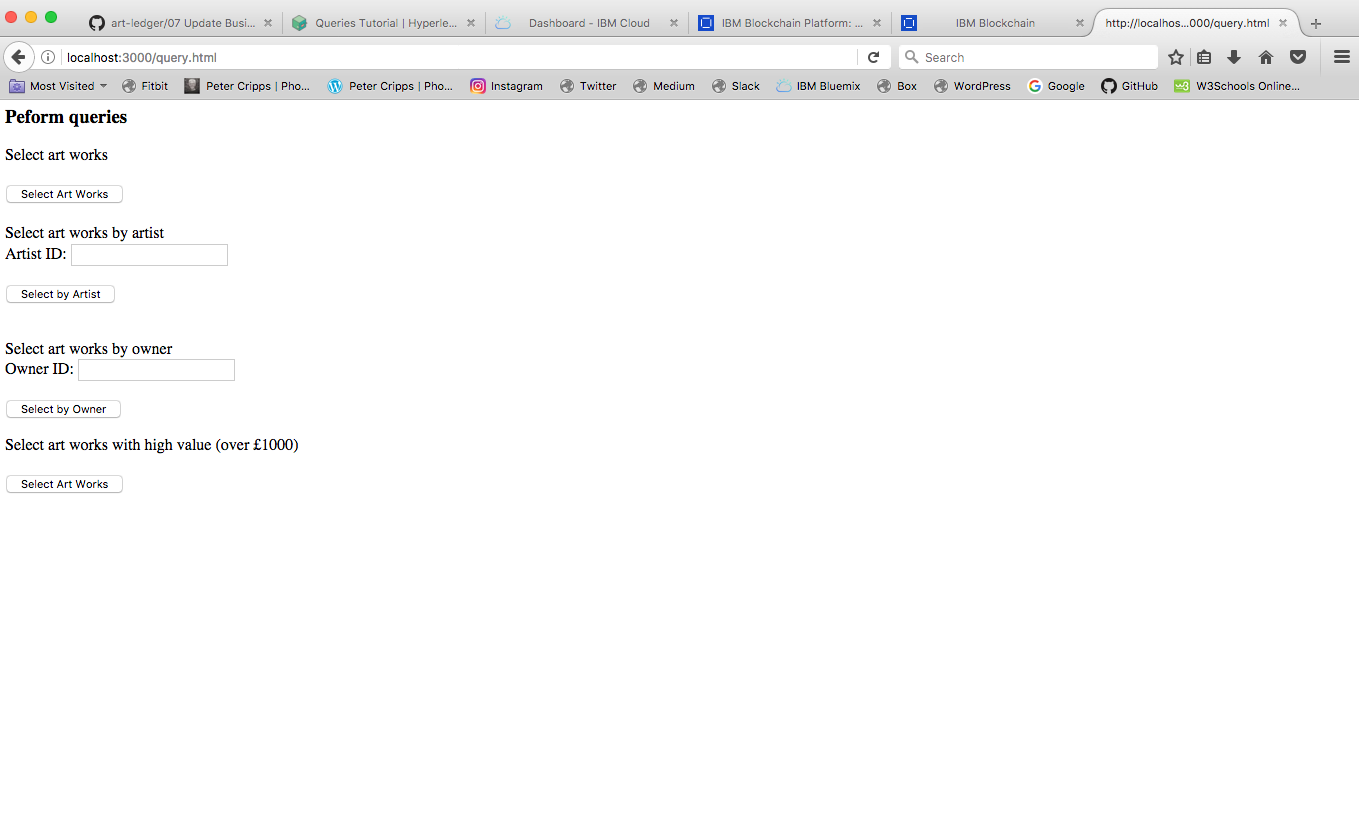 art-ledger/07 Update Busi... Queries Tutorial | Hyperle... Dashboard - IBM Cloud IBM Blockchain Platform: ... IBM Blockchain http://localhos...000/query.html
localhost:3000/query.html Search
Most Visited Fitbit Peter Cripps | Pho... Peter Cripps | Pho... Instagram Twitter Medium Slack IBM Bluemix Box WordPress Google GitHub W3Schools Online...
Peform queries
Select art works
Select Art Works
Select art works by artist
Artist ID:
Select by Artist
Select art works by owner
Owner ID:
Select by Owner
Select art works with high value (over £1000)
Select Art Works